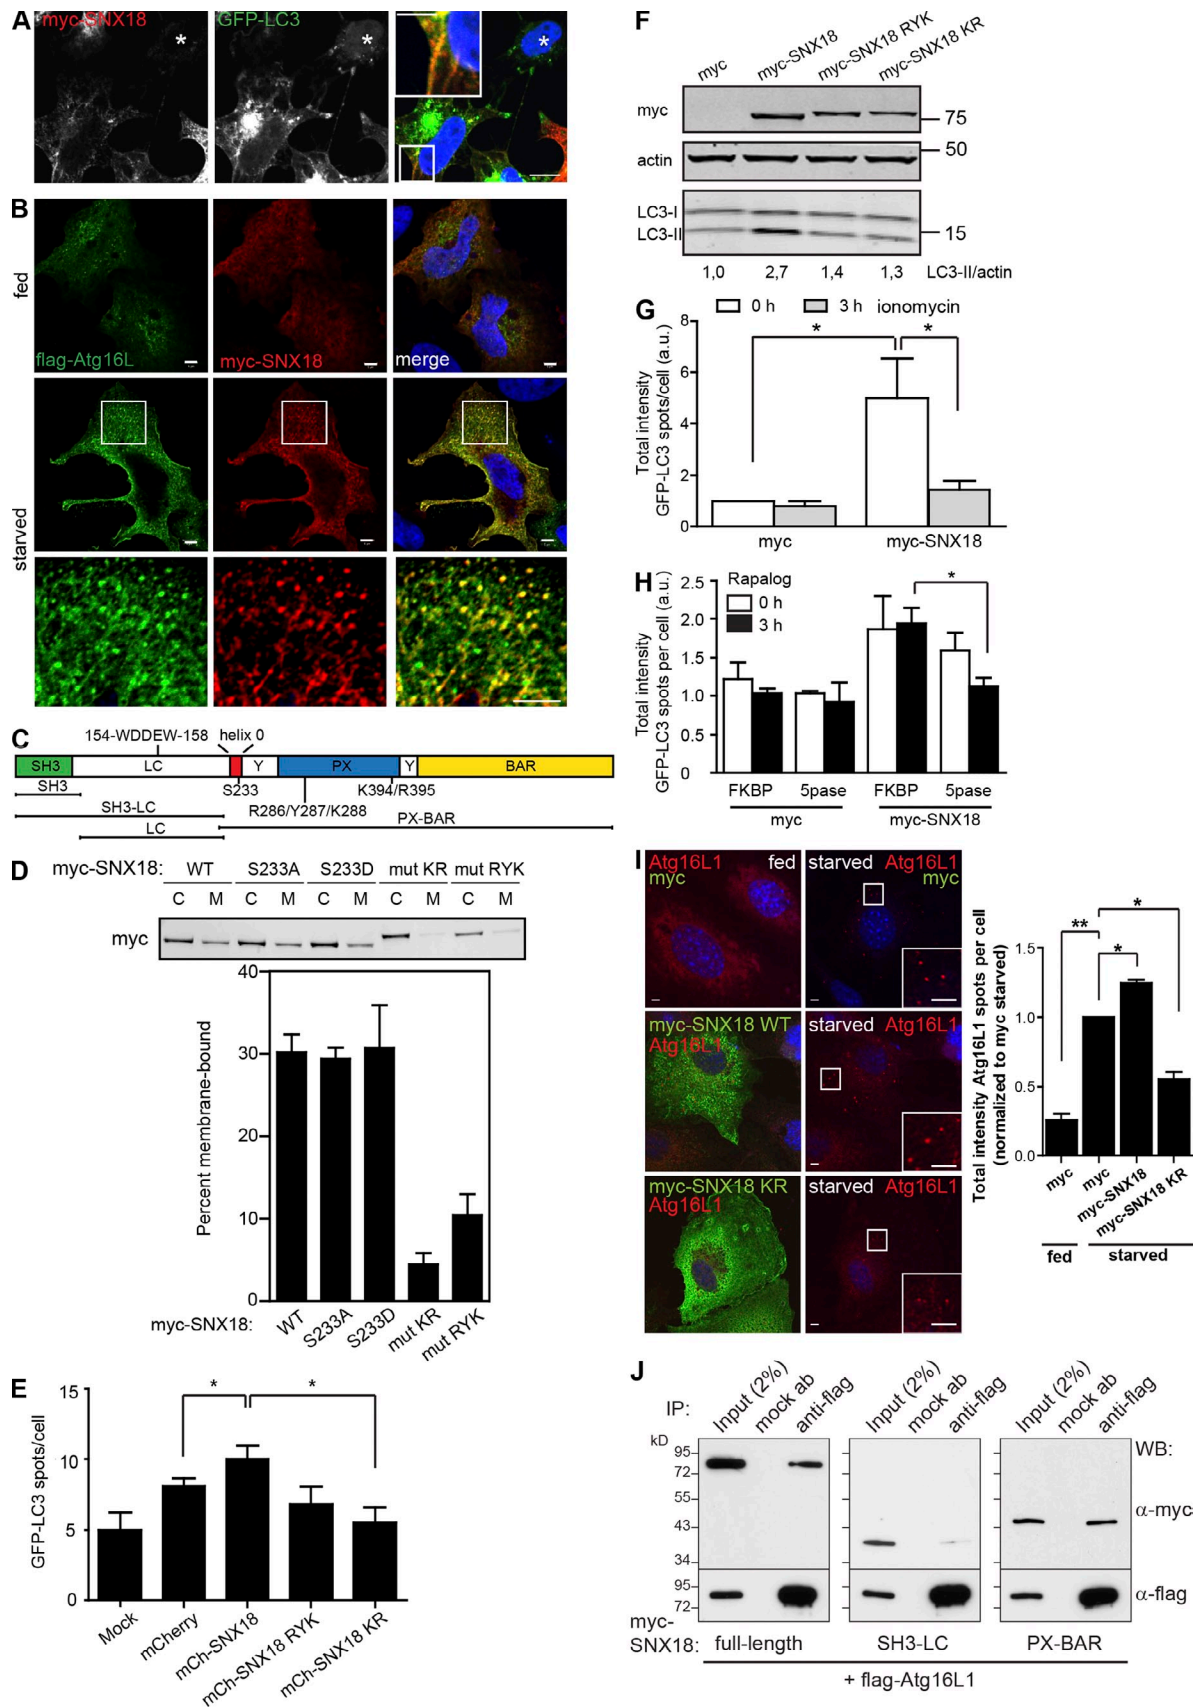 A
myc-SNX18
GFP-LC3
*
*
B
fed
flag-Atg16L
myc-SNX18
merge
starved
C
154-WDDEW-158
helix 0
SH3
LC
Y
PX
Y
BAR
SH3
S233
K394/R395
SH3-LC
R286/Y287/K288
PX-BAR
LC
D
myc-SNX18:
WT
S233A
S233D
mut KR
mut RYK
C M C M C M C M C M
myc
Percent membrane-bound
40
30
20
10
0
myc-SNX18:
WT
S233A
S233D
mut KR
mut RYK
E
GFP-LC3 spots/cell
15
10
5
0
*
*
Mock
mCherry
mCh-SNX18
mCh-SNX18 RYK
mCh-SNX18 KR
F
myc
myc-SNX18
myc-SNX18 RYK
myc-SNX18 KR
myc
75
50
actin
LC3-I
LC3-II
15
1,0 2,7 1,4 1,3 LC3-II/actin
G
0 h
3 h ionomycin
Total intensity
GFP-LC3 spots/cell (a.u.)
8
6
4
2
0
*
*
myc
myc-SNX18
H
Total intensity
GFP-LC3 spots per cell (a.u.)
2.5
2.0
1.5
1.0
0.5
0
Rapalog
0 h
3 h
*
FKBP
5pase
FKBP
5pase
myc
myc-SNX18
I
Atg16L1
fed
myc
starved
Atg16L1
myc
myc-SNX18 WT
Atg16L1
starved
Atg16L1
myc-SNX18 KR
Atg16L1
starved
Atg16L1
Total intensity Atg16L1 spots per cell
(normalized to myc starved)
1.5
1.0
0.5
0.0
**
*
*
myc
myc
myc-SNX18
myc-SNX18 KR
fed
starved
J
IP:
Input (2%)
mock ab
anti-flag
Input (2%)
mock ab
anti-flag
Input (2%)
mock ab
anti-flag
kD
95
72
55
43
34
95
72
WB:
α-myc
α-flag
myc-
SNX18:
full-length
SH3-LC
PX-BAR
+ flag-Atg16L1